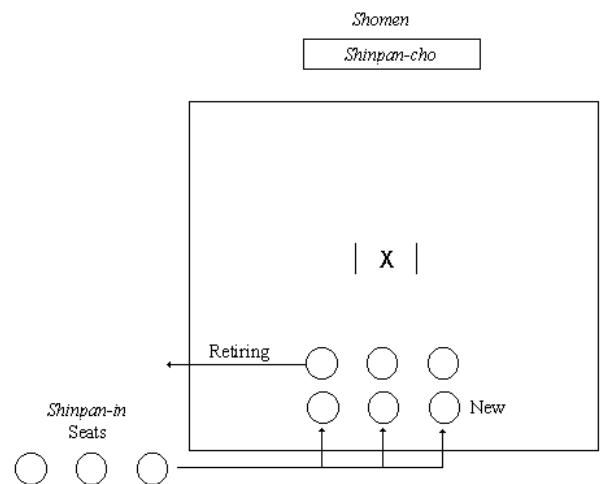 Shomen
Shinpan-cho
X
Retiring
New
Shinpan-in
Seats